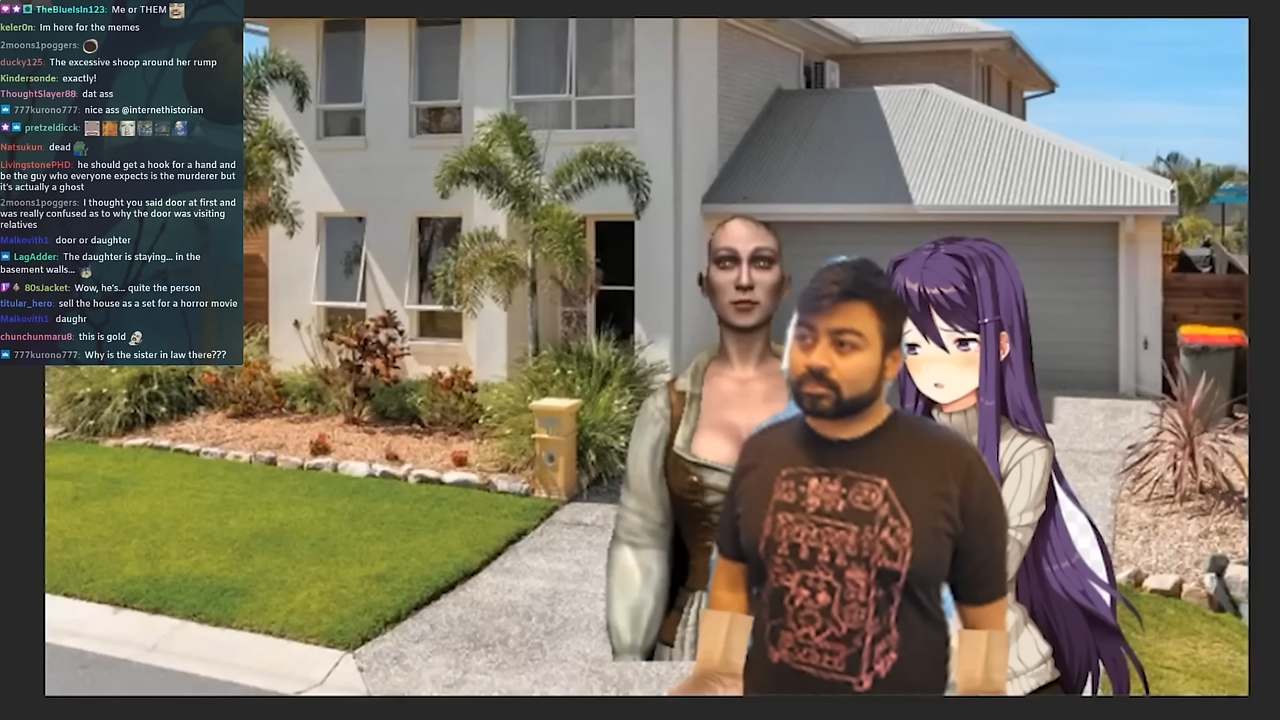 TheBlueIsIn123: Me or THEM
keler0n: Im here for the memes
2moons1poggers:
ducky125: The excessive shoop around her rump
Kindersonde: exactly!
ThoughtSlayer88: dat ass
777kurono777: nice ass @internethistorian
pretzeldicck:
Natsukun: dead
LivingstonePHD: he should get a hook for a hand and
be the guy who everyone expects is the murderer but
it's actually a ghost
2moons1poggers: I thought you said door at first and
was really confused as to why the door was visiting
relatives
Malkovith1: door or daughter
LagAdder: The daughter is staying... in the
basement walls...
80sJacket: Wow, he's... quite the person
titular_hero: sell the house as a set for a horror movie
Malkovith1: daughr
chunchunmaru8: this is gold
777kurono777: Why is the sister in law there???